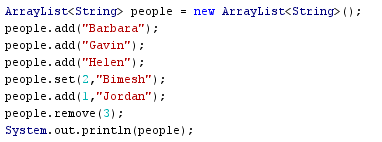 ArrayList<String> people = new ArrayList<String>();
people.add("Barbara");
people.add("Gavin");
people.add("Helen");
people.set(2,"Bimesh");
people.add(1,"Jordan");
people.remove(3);
System.out.println(people);